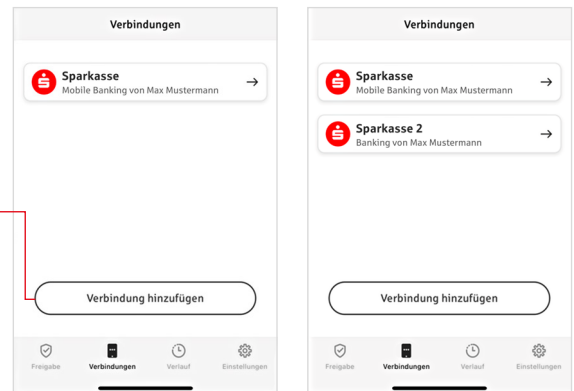 Verbindungen
Sparkasse
Mobile Banking von Max Mustermann
Verbindung hinzufügen
Freigabe Verbindungen Verlauf Einstellungen
Verbindungen
Sparkasse
Mobile Banking von Max Mustermann
Sparkasse 2
Banking von Max Mustermann
Verbindung hinzufügen
Freigabe Verbindungen Verlauf Einstellungen